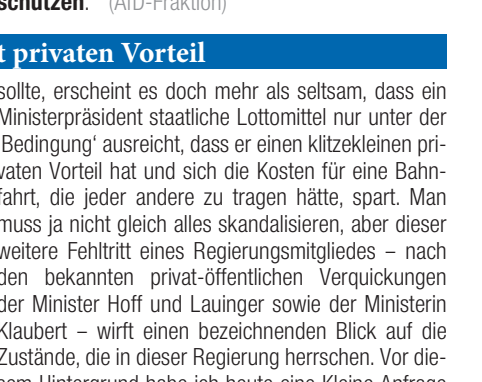 schützen. (AfD-Fraktion)
t privaten Vorteil
sollte, erscheint es doch mehr als seltsam, dass ein
Ministerpräsident staatliche Lottomittel nur unter der
Bedingung‘ ausreicht, dass er einen klitzekleinen pri-
vaten Vorteil hat und sich die Kosten für eine Bahn-
fahrt, die jeder andere zu tragen hätte, spart. Man
muss ja nicht gleich alles skandalisieren, aber dieser
weitere Fehltritt eines Regierungsmitgliedes – nach
den bekannten privat-öffentlichen Verquickungen
der Minister Hoff und Lauinger sowie der Ministerin
Klaubert – wirft einen bezeichnenden Blick auf die
Zustände, die in dieser Regierung herrschen. Vor die-
sem Hintergrund habe ich heute eine Kleine Anfrage